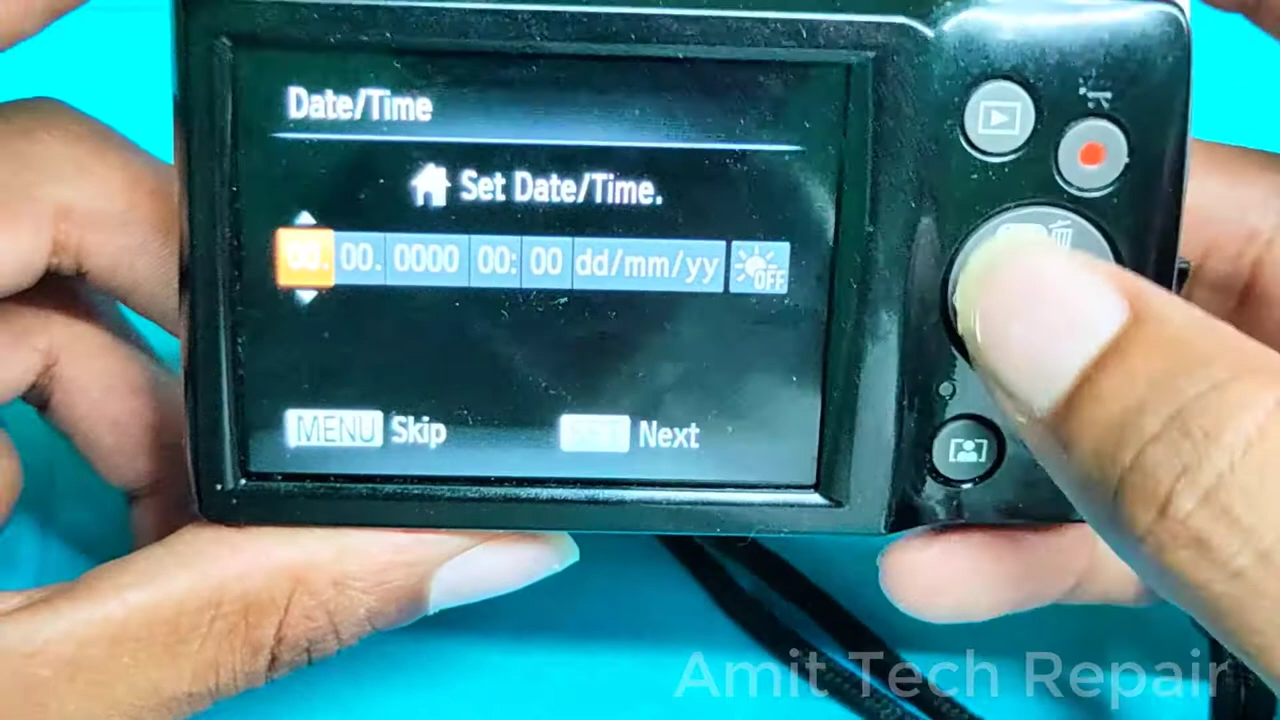 Date/Time
Set Date/Time.
00. 00. 0000 00: 00 dd/mm/yy OFF
MENU Skip SET Next
Amit Tech Repair